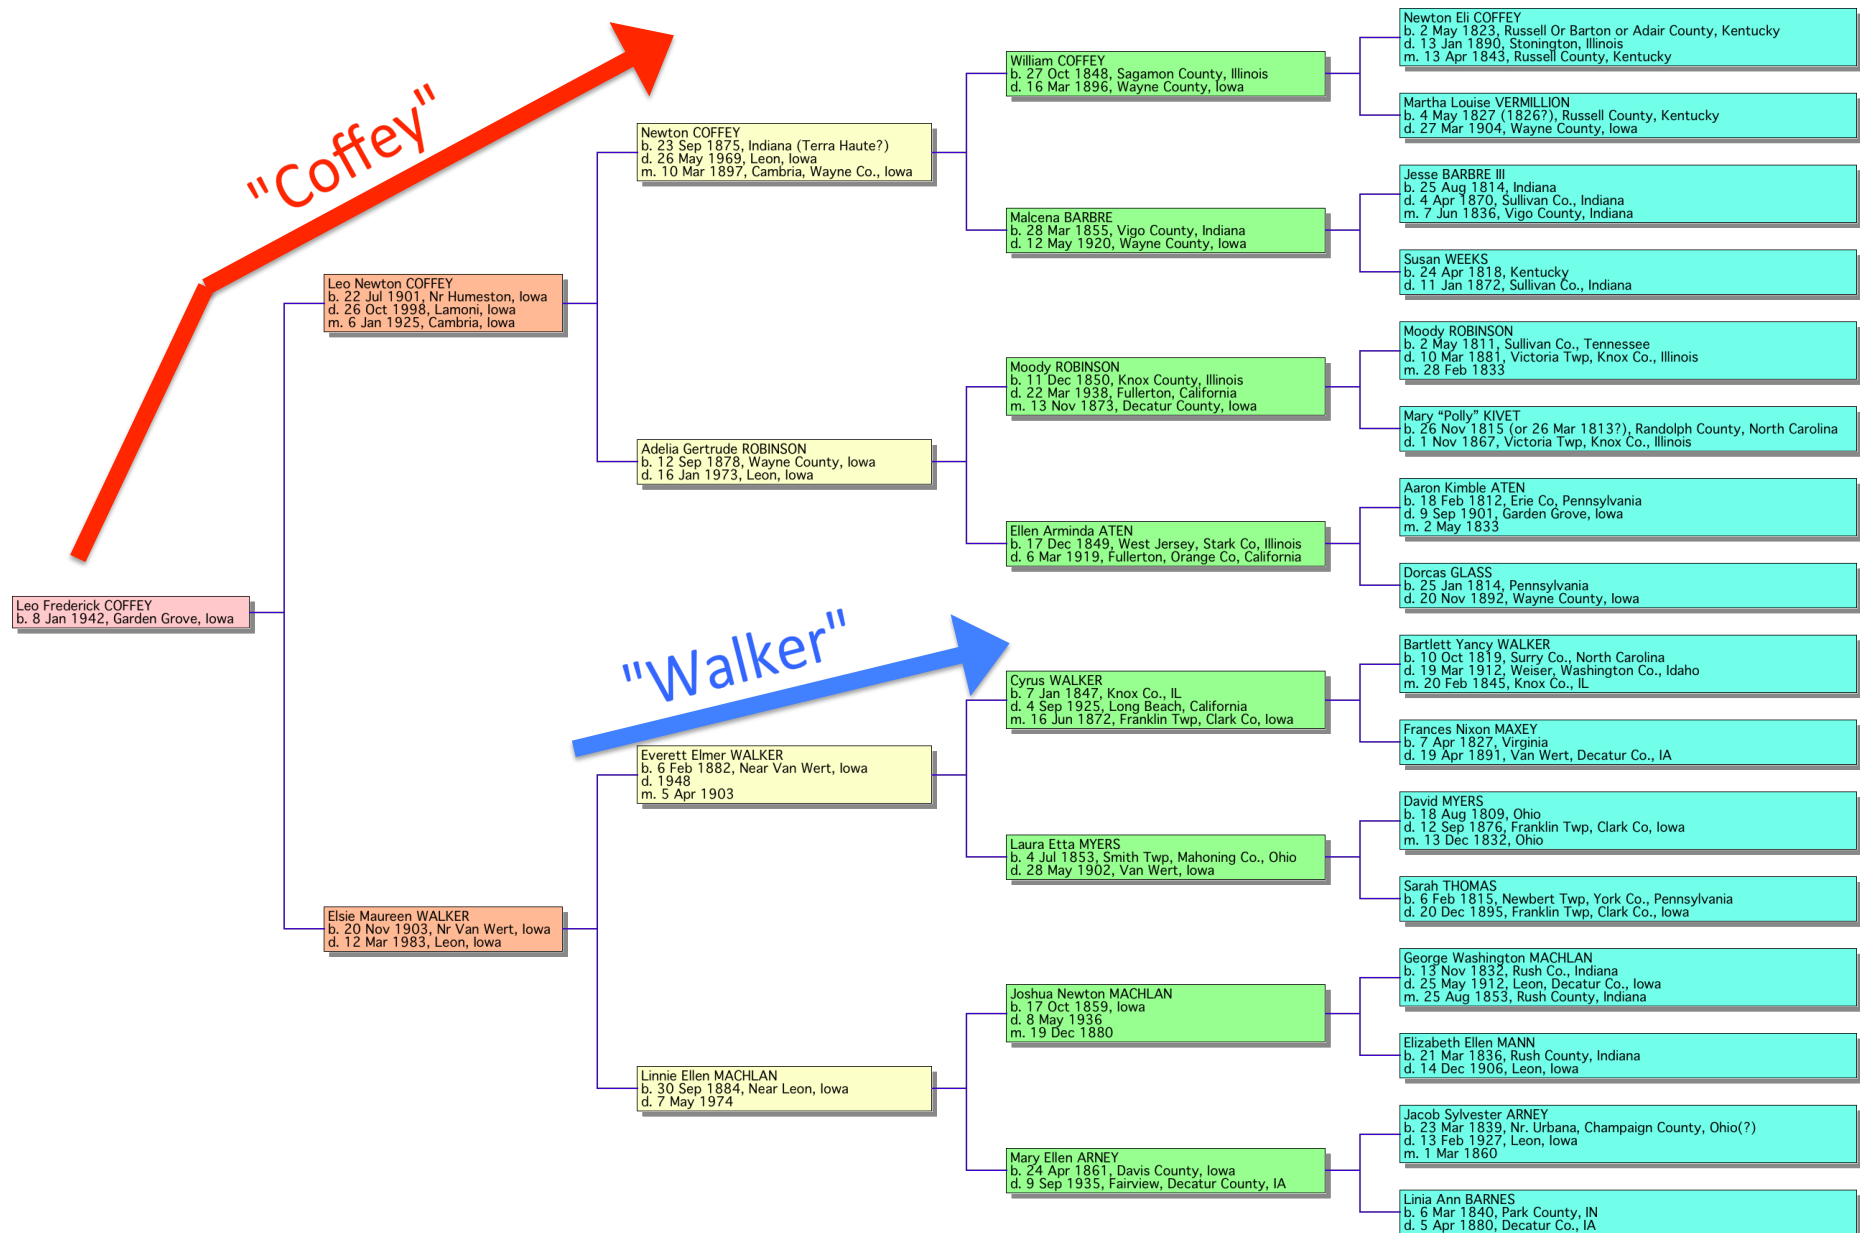 "Coffey"
"Walker"
Leo Frederick COFFEY
b. 8 Jan 1942, Garden Grove, Iowa
Leo Newton COFFEY
b. 22 Jul 1901, Nr Humeston, Iowa
d. 26 Oct 1998, Lamoni, Iowa
m. 6 Jan 1925, Cambria, Iowa
Elsie Maureen WALKER
b. 20 Nov 1903, Nr Van Wert, Iowa
d. 12 Mar 1983, Leon, Iowa
Newton COFFEY
b. 23 Sep 1875, Indiana (Terra Haute?)
d. 26 May 1969, Leon, Iowa
m. 10 Mar 1897, Cambria, Wayne Co., Iowa
Adelia Gertrude ROBINSON
b. 12 Sep 1878, Wayne County, Iowa
d. 16 Jan 1973, Leon, Iowa
Everett Elmer WALKER
b. 6 Feb 1882, Near Van Wert, Iowa
d. 1948
m. 5 Apr 1903
Linnie Ellen MACHLAN
b. 30 Sep 1884, Near Leon, Iowa
d. 7 May 1974
William COFFEY
b. 27 Oct 1848, Sagamon County, Illinois
d. 16 Mar 1896, Wayne County, Iowa
Malcena BARBRE
b. 28 Mar 1855, Vigo County, Indiana
d. 12 May 1920, Wayne County, Iowa
Moody ROBINSON
b. 11 Dec 1850, Knox County, Illinois
d. 22 Mar 1938, Fullerton, California
m. 13 Nov 1873, Decatur County, Iowa
Ellen Arminda ATEN
b. 17 Dec 1849, West Jersey, Stark Co, Illinois
d. 6 Mar 1919, Fullerton, Orange Co, California
Cyrus WALKER
b. 7 Jan 1847, Knox Co., IL
d. 4 Sep 1925, Long Beach, California
m. 16 Jun 1872, Franklin Twp, Clark Co, Iowa
Laura Etta MYERS
b. 4 Jul 1853, Smith Twp, Mahoning Co., Ohio
d. 28 May 1902, Van Wert, Iowa
Joshua Newton MACHLAN
b. 17 Oct 1859, Iowa
d. 8 May 1936
m. 19 Dec 1880
Mary Ellen ARNEY
b. 24 Apr 1861, Davis County, Iowa
d. 9 Sep 1935, Fairview, Decatur County, IA
Newton Eli COFFEY
b. 2 May 1823, Russell Or Barton or Adair County, Kentucky
d. 13 Jan 1890, Stonington, Illinois
m. 13 Apr 1843, Russell County, Kentucky
Martha Louise VERMILLION
b. 4 May 1827 (1826?), Russell County, Kentucky
d. 27 Mar 1904, Wayne County, Iowa
Jesse BARBRE III
b. 25 Aug 1814, Indiana
d. 4 Apr 1870, Sullivan Co., Indiana
m. 7 Jun 1836, Vigo County, Indiana
Susan WEEKS
b. 24 Apr 1818, Kentucky
d. 11 Jan 1872, Sullivan Co., Indiana
Moody ROBINSON
b. 2 May 1811, Sullivan Co., Tennessee
d. 10 Mar 1881, Victoria Twp, Knox Co., Illinois
m. 28 Feb 1833
Mary “Polly” KIVET
b. 26 Nov 1815 (or 26 Mar 1813?), Randolph County, North Carolina
d. 1 Nov 1867, Victoria Twp, Knox Co., Illinois
Aaron Kimble ATEN
b. 18 Feb 1812, Erie Co, Pennsylvania
d. 9 Sep 1901, Garden Grove, Iowa
m. 2 May 1833
Dorcas GLASS
b. 25 Jan 1814, Pennsylvania
d. 20 Nov 1892, Wayne County, Iowa
Bartlett Yancy WALKER
b. 10 Oct 1819, Surry Co., North Carolina
d. 19 Mar 1912, Weiser, Washington Co., Idaho
m. 20 Feb 1845, Knox Co., IL
Frances Nixon MAXEY
b. 7 Apr 1827, Virginia
d. 19 Apr 1891, Van Wert, Decatur Co., IA
David MYERS
b. 18 Aug 1809, Ohio
d. 12 Sep 1876, Franklin Twp, Clark Co, Iowa
m. 13 Dec 1832, Ohio
Sarah THOMAS
b. 6 Feb 1815, Newbert Twp, York Co., Pennsylvania
d. 20 Dec 1895, Franklin Twp, Clark Co., Iowa
George Washington MACHLAN
b. 13 Nov 1832, Rush Co., Indiana
d. 25 May 1912, Leon, Decatur Co., Iowa
m. 25 Aug 1853, Rush County, Indiana
Elizabeth Ellen MANN
b. 21 Mar 1836, Rush County, Indiana
d. 14 Dec 1906, Leon, Iowa
Jacob Sylvester ARNEY
b. 23 Mar 1839, Nr. Urbana, Champaign County, Ohio(?)
d. 13 Feb 1927, Leon, Iowa
m. 1 Mar 1860
Linia Ann BARNES
b. 6 Mar 1840, Park County, IN
d. 5 Apr 1880, Decatur Co., IA